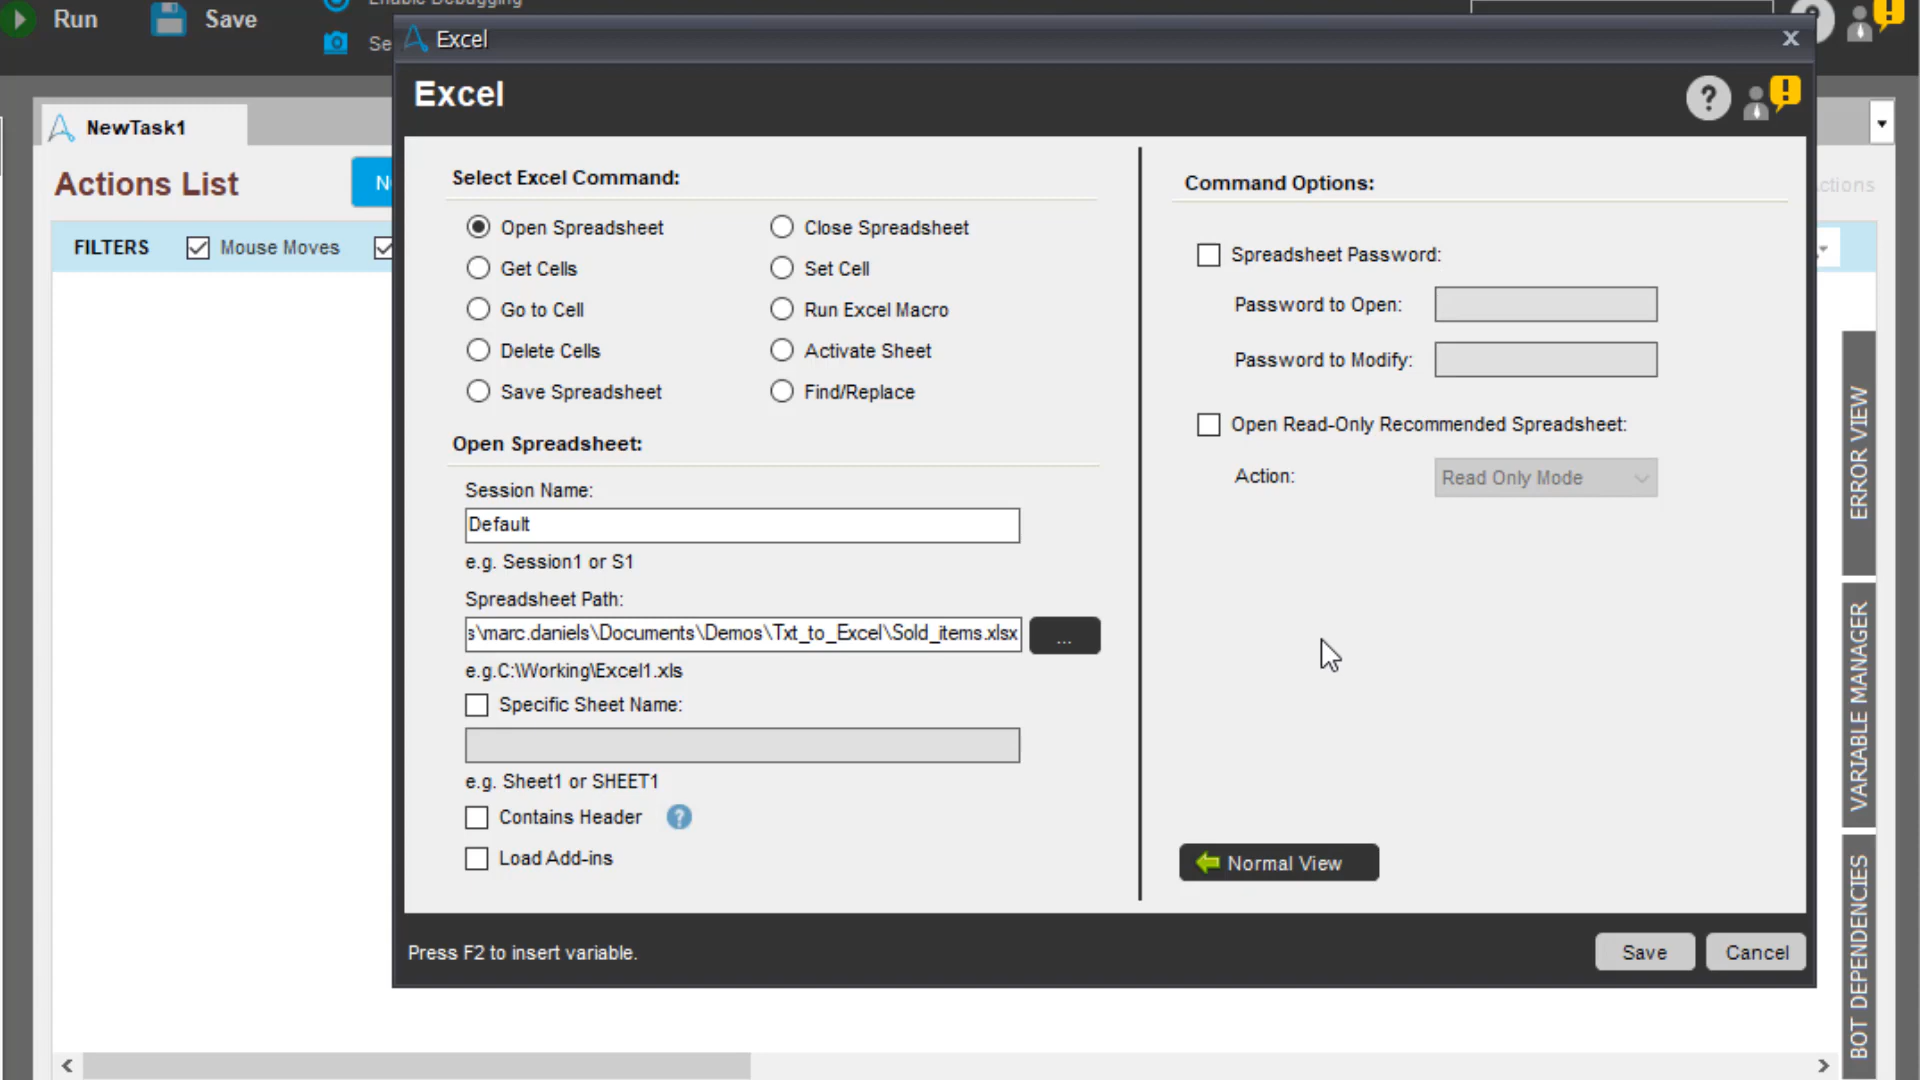 Run
Save
Enable Debugging
Se
Excel
x
Excel
?
!
NewTask1
Actions List
N
ctions
FILTERS
Mouse Moves
Select Excel Command:
Open Spreadsheet
Close Spreadsheet
Get Cells
Set Cell
Go to Cell
Run Excel Macro
Delete Cells
Activate Sheet
Save Spreadsheet
Find/Replace
Open Spreadsheet:
Session Name:
Default
e.g. Session1 or S1
Spreadsheet Path:
s\marc.daniels\Documents\Demos\Txt_to_Excel\Sold_items.xlsx
...
e.g.C:\Working\Excel1.xls
Specific Sheet Name:
e.g. Sheet1 or SHEET1
Contains Header
?
Load Add-ins
Command Options:
Spreadsheet Password:
Password to Open:
Password to Modify:
Open Read-Only Recommended Spreadsheet:
Action:
Read Only Mode
Normal View
Press F2 to insert variable.
Save
Cancel
ERROR VIEW
VARIABLE MANAGER
BOT DEPENDENCIES